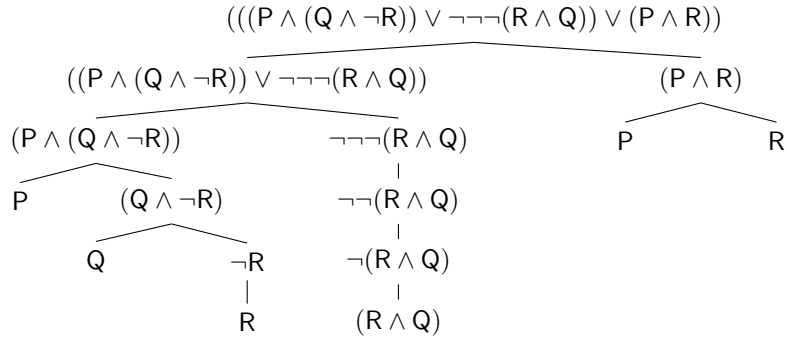 (((P ∧ (Q ∧ ¬R)) ∨ ¬¬¬(R ∧ Q)) ∨ (P ∧ R))
((P ∧ (Q ∧ ¬R)) ∨ ¬¬¬(R ∧ Q)) (P ∧ R)
(P ∧ (Q ∧ ¬R)) ¬¬¬(R ∧ Q) P R
P (Q ∧ ¬R) ¬¬(R ∧ Q)
Q ¬R ¬(R ∧ Q)
R (R ∧ Q)